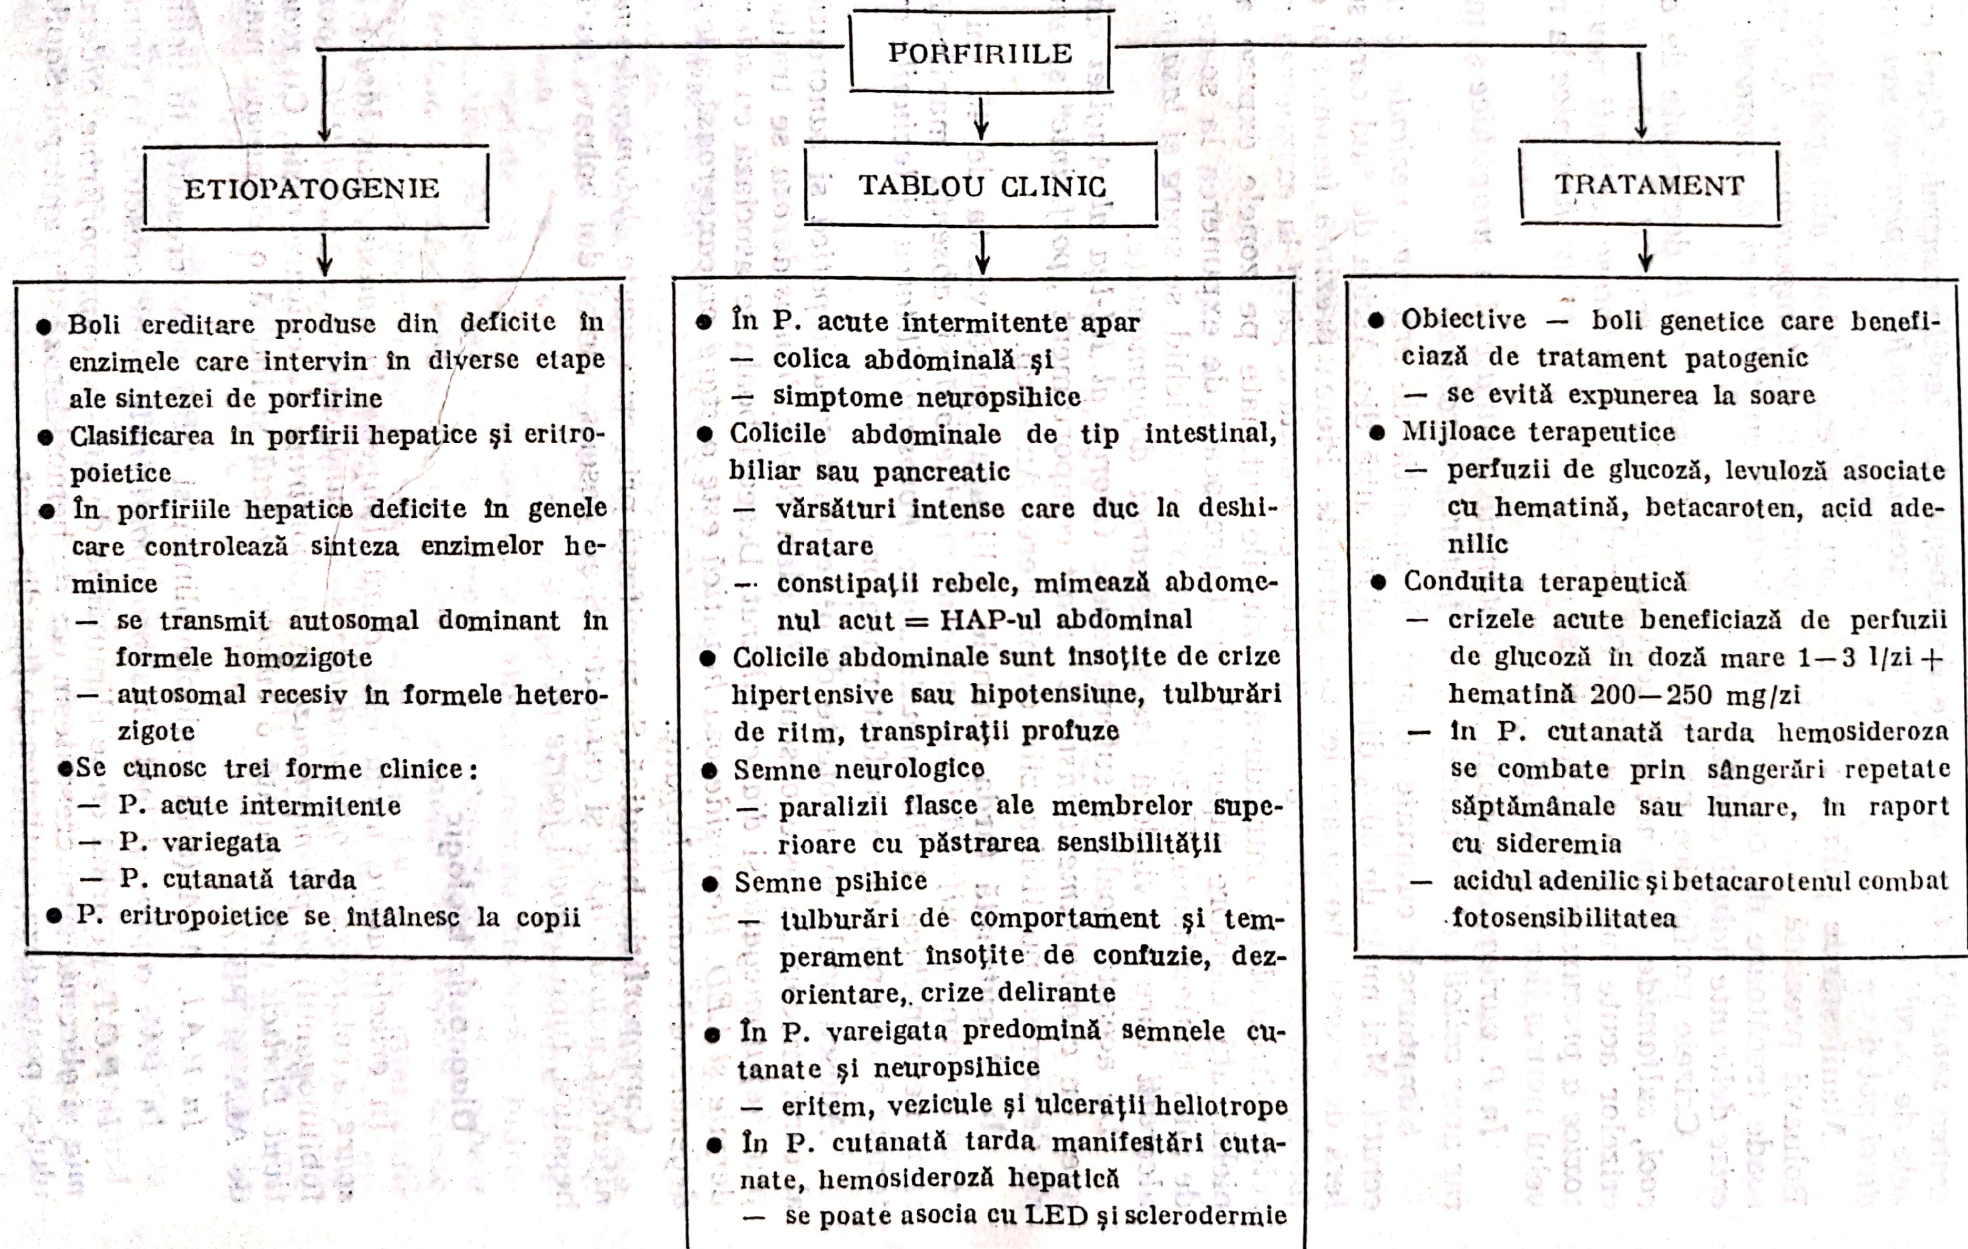 PORFIRIILE
ETIOPATOGENIE
● Boli ereditare produse din deficite în
enzimele care intervin în diverse etape
ale sintezei de porfirine
● Clasificarea în porfirii hepatice şi eritro-
poietice
● În porfiriile hepatice deficite în genele
care controlează sinteza enzimelor he-
minice
— se transmit autosomal dominant în
formele homozigote
— autosomal recesiv în formele hetero-
zigote
● Se cunosc trei forme clinice:
— P. acute intermitente
— P. variegata
— P. cutanată tarda
● P. eritropoietice se întâlnesc la copii
TABLOU CLINIC
● În P. acute intermitente apar
— colica abdominală şi
— simptome neuropsihice
● Colicile abdominale de tip intestinal,
biliar sau pancreatic
— vărsături intense care duc la deshi-
dratare
— constipaţii rebele, mimează abdome-
nul acut = HAP-ul abdominal
● Colicile abdominale sunt însoţite de crize
hipertensive sau hipotensiune, tulburări
de ritm, transpiraţii profuze
● Semne neurologice
— paralizii flasce ale membrelor supe-
rioare cu păstrarea sensibilităţii
● Semne psihice
— tulburări de comportament şi tem-
perament însoţite de confuzie, dez-
orientare, crize delirante
● În P. vareigata predomină semnele cu-
tanate şi neuropsihice
— eritem, vezicule şi ulceraţii heliotrope
● În P. cutanată tarda manifestări cuta-
nate, hemosideroză hepatică
— se poate asocia cu LED şi sclerodermie
TRATAMENT
● Obiective — boli genetice care benefi-
ciază de tratament patogenic
— se evită expunerea la soare
● Mijloace terapeutice
— perfuzii de glucoză, levuloză asociate
cu hematină, betacaroten, acid ade-
nilic
● Conduita terapeutică
— crizele acute beneficiază de perfuzii
de glucoză în doză mare 1—3 l/zi +
hematină 200—250 mg/zi
— în P. cutanată tarda hemosideroza
se combate prin sângerări repetate
săptămânale sau lunare, în raport
cu sideremia
— acidul adenilic şi betacarotenul combat
fotosensibilitatea